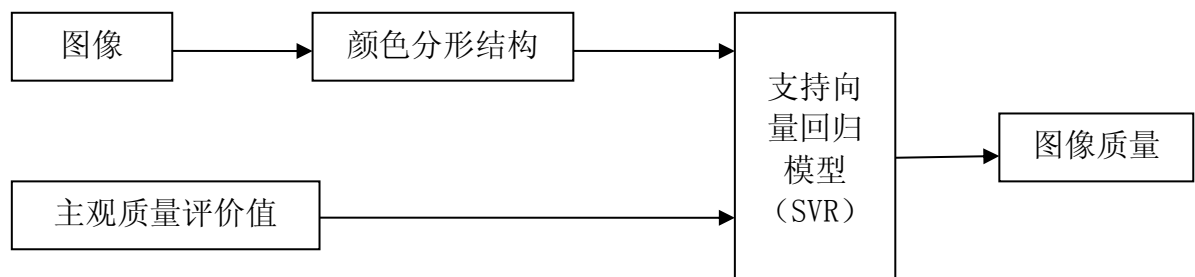 图像
颜色分形结构
支持向
量回归
模型
（SVR）
图像质量
主观质量评价值